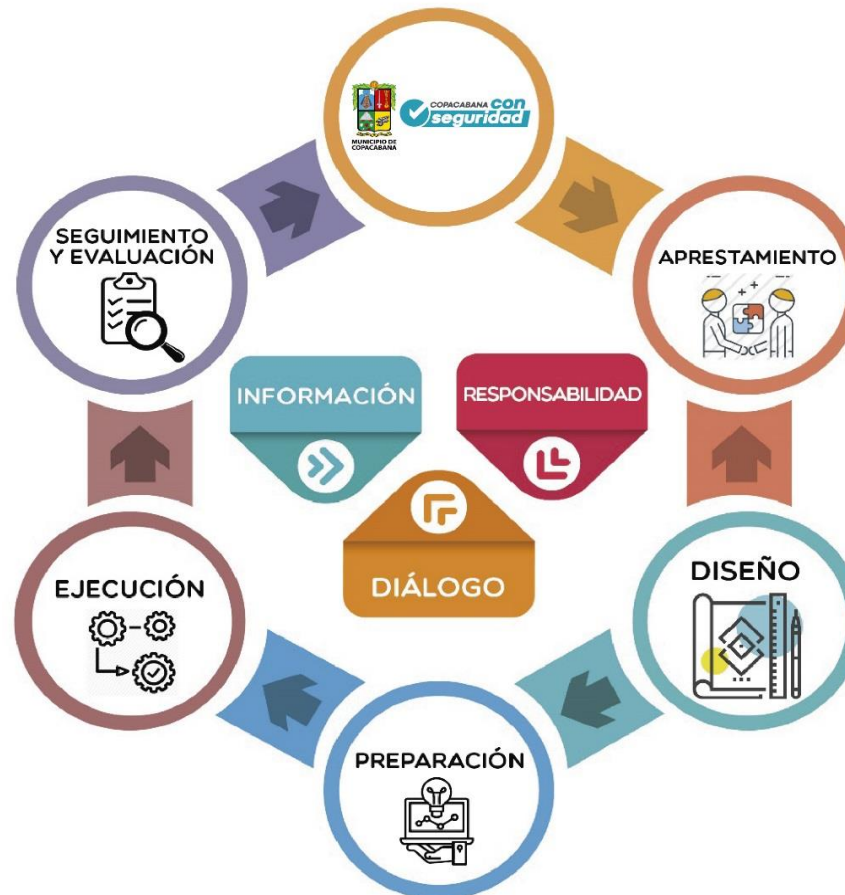 MUNICIPIO DE
COPACABANA
COPACABANA con
seguridad
SEGUIMIENTO
Y EVALUACIÓN
APRESTAMIENTO
INFORMACIÓN
RESPONSABILIDAD
DIÁLOGO
EJECUCIÓN
DISEÑO
PREPARACIÓN